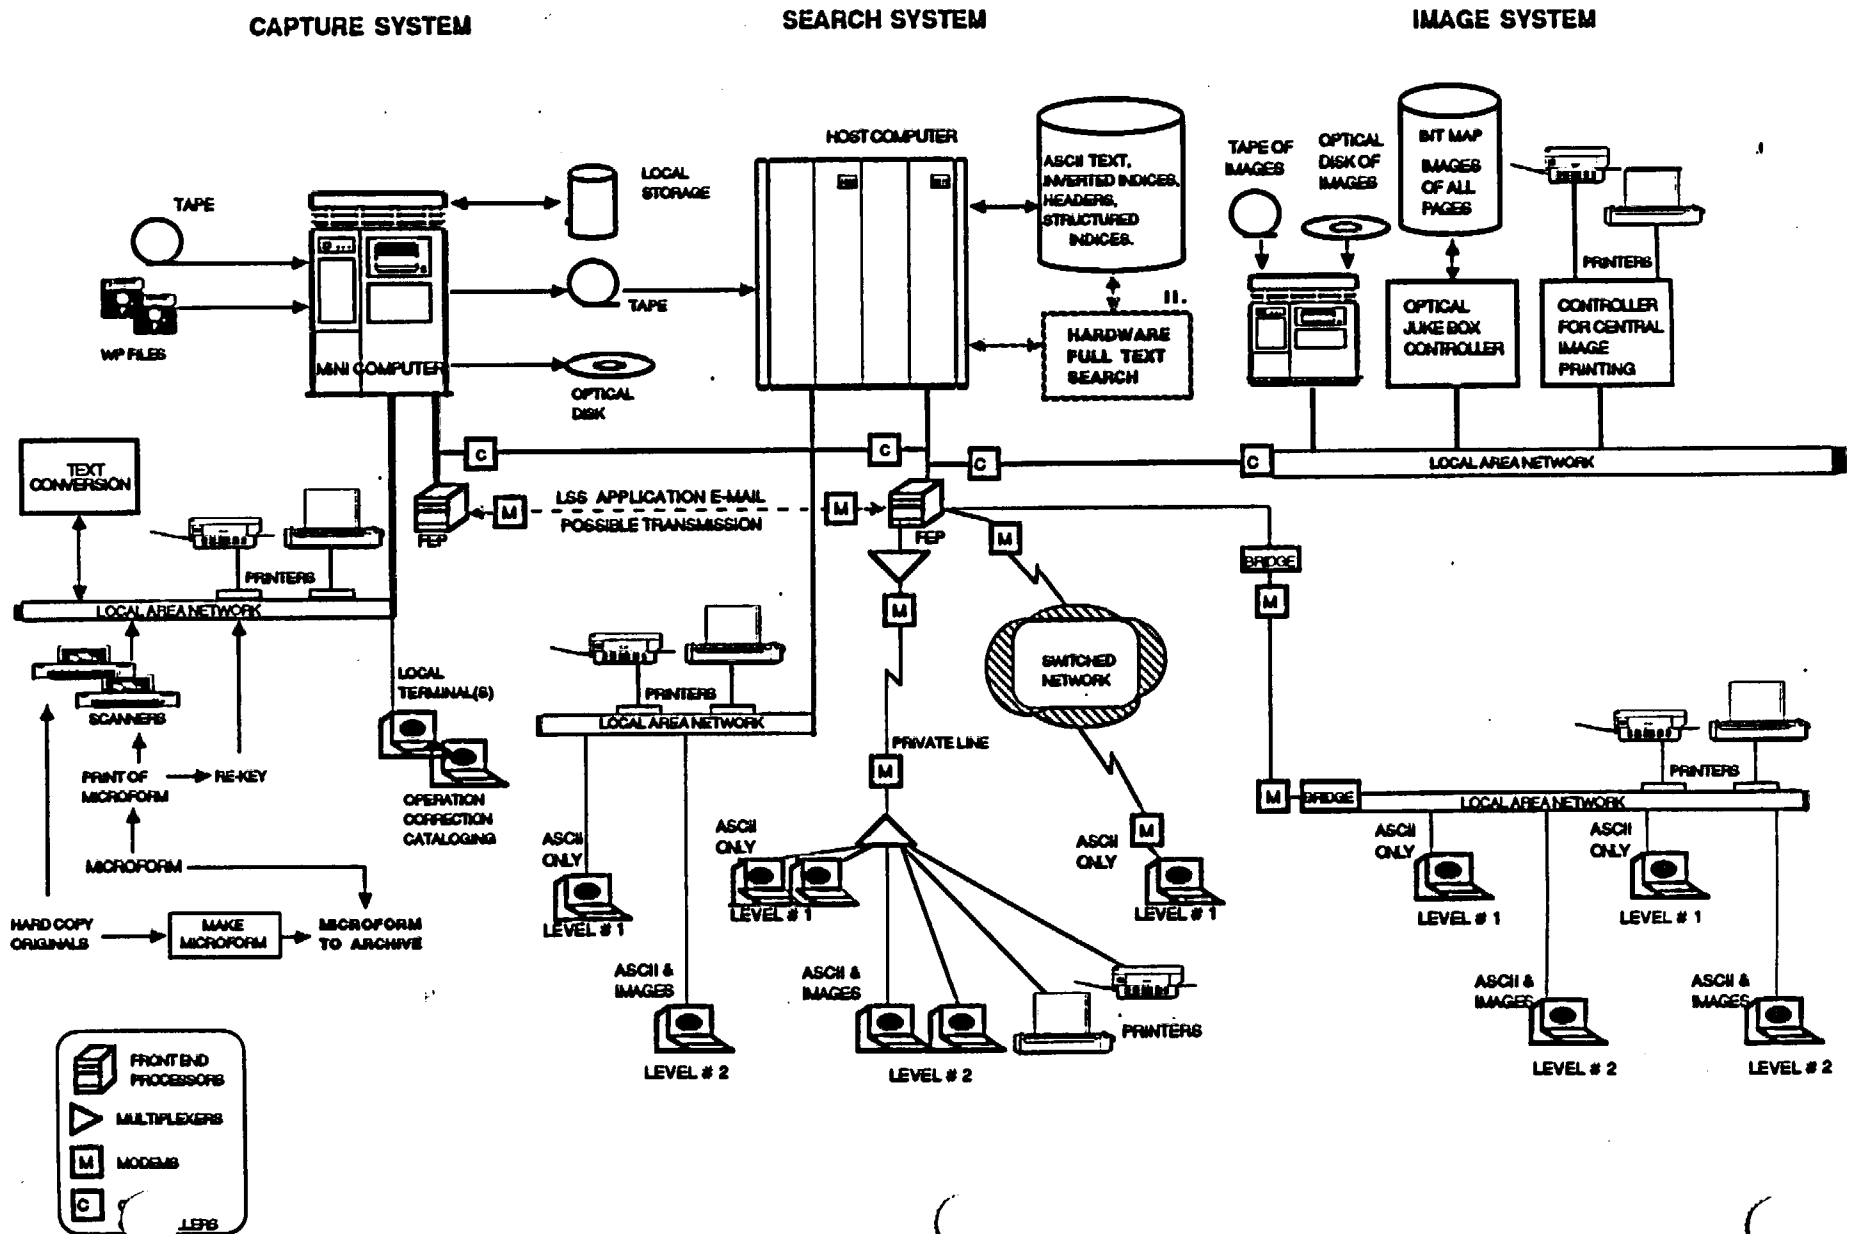 CAPTURE SYSTEM
SEARCH SYSTEM
IMAGE SYSTEM
TAPE
WP FILES
MINI COMPUTER
LOCAL
STORAGE
TAPE
OPTICAL
DISK
HOST COMPUTER
ASCII TEXT,
INVERTED INDICES,
HEADERS,
STRUCTURED
INDICES.
II.
HARDWARE
FULL TEXT
SEARCH
TAPE OF
IMAGES
OPTICAL
DISK OF
IMAGES
BIT MAP
IMAGES
OF ALL
PAGES
PRINTERS
OPTICAL
JUKE BOX
CONTROLLER
CONTROLLER
FOR CENTRAL
IMAGE
PRINTING
C
C
C
C
LOCAL AREA NETWORK
TEXT
CONVERSION
PRINTERS
LOCAL AREA NETWORK
FEP
M
LSS APPLICATION E-MAIL
POSSIBLE TRANSMISSION
M
FEP
M
BRIDGE
M
M
SWITCHED
NETWORK
SCANNERS
PRINT OF
MICROFORM
RE-KEY
MICROFORM
HARD COPY
ORIGINALS
MAKE
MICROFORM
MICROFORM
TO ARCHIVE
LOCAL
TERMINAL(S)
OPERATION
CORRECTION
CATALOGING
PRINTERS
LOCAL AREA NETWORK
ASCII
ONLY
LEVEL # 1
ASCII &
IMAGES
LEVEL # 2
PRIVATE LINE
M
ASCII
ONLY
LEVEL # 1
ASCII &
IMAGES
LEVEL # 2
PRINTERS
M
ASCII
ONLY
LEVEL # 1
M
BRIDGE
PRINTERS
LOCAL AREA NETWORK
ASCII
ONLY
LEVEL # 1
ASCII
ONLY
LEVEL # 1
ASCII &
IMAGES
LEVEL # 2
ASCII &
IMAGES
LEVEL # 2
FRONT END
PROCESSORS
MULTIPLEXERS
M
MODEMS
C